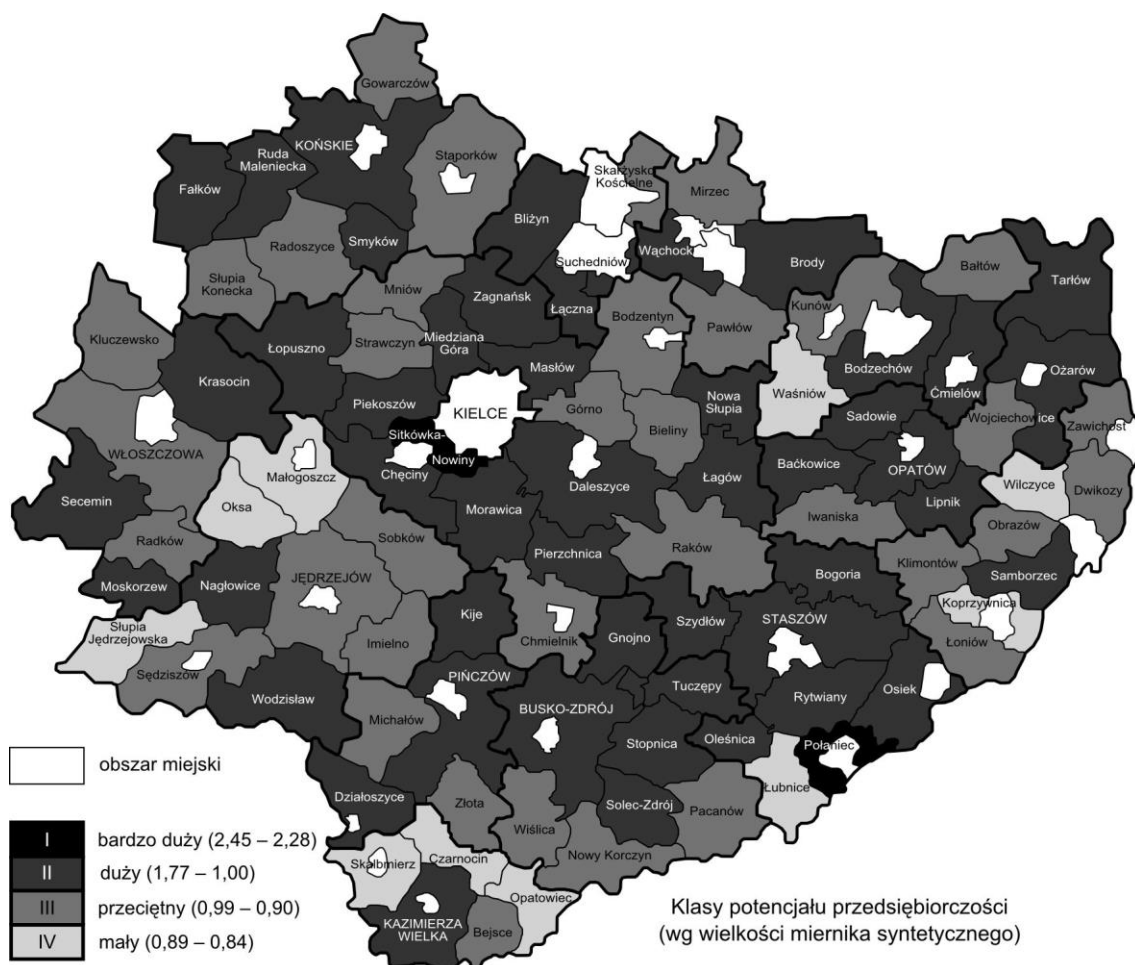 Gowarczów
KOŃSKIE
Ruda
Maleniecka
Fałków
Stąporków
Skarżysko
Kościelne
Mirzec
Bliżyn
Radoszyce
Smyków
Suchedniów
Wąchock
Brody
Bałtów
Tarłów
Słupia
Konecka
Mniów
Zagnańsk
Łączna
Bodzentyn
Pawłów
Kunów
Kluczewsko
Łopuszno
Strawczyn
Miedziana
Góra
Masłów
Bodzechów
Ożarów
Krasocin
Waśniów
Ćmielów
Piekoszów
KIELCE
Górno
Nowa
Słupia
Sadowie
Wojciechowice
Zawichost
Bieliny
WŁOSZCZOWA
Sitkówka-
Nowiny
Małogoszcz
Chęciny
Daleszyce
Łagów
Baćkowice
OPATÓW
Secemin
Oksa
Morawica
Lipnik
Wilczyce
Dwikozy
Iwaniska
Obrazów
Radków
Sobków
Pierzchnica
Raków
Klimontów
Moskorzew
Nagłowice
JĘDRZEJÓW
Bogoria
Samborzec
Kije
Koprzywnica
Słupia
Jędrzejowska
Imielno
Chmielnik
Gnojno
Szydłów
STASZÓW
Łoniów
Sędziszów
PIŃCZÓW
Tuczępy
Rytwiany
Osiek
Wodzisław
Michałów
BUSKO-ZDRÓJ
Stopnica
Oleśnica
Połaniec
Działoszyce
Złota
Solec-Zdrój
Łubnice
Wiślica
Pacanów
Nowy Korczyn
Skalbmierz
Czarnocin
Opatowiec
KAZIMIERZA
WIELKA
Bejsce
obszar miejski
I bardzo duży (2,45 – 2,28)
II duży (1,77 – 1,00)
III przeciętny (0,99 – 0,90)
IV mały (0,89 – 0,84)
Klasy potencjału przedsiębiorczości
(wg wielkości miernika syntetycznego)